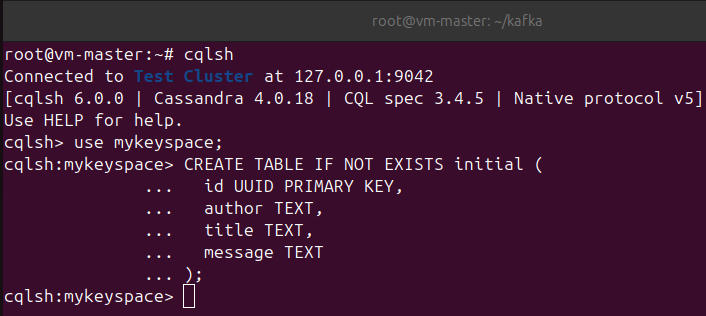 root@vm-master: ~/kafka
root@vm-master:~# cqlsh
Connected to Test Cluster at 127.0.0.1:9042
[cqlsh 6.0.0 | Cassandra 4.0.18 | CQL spec 3.4.5 | Native protocol v5]
Use HELP for help.
cqlsh> use mykeyspace;
cqlsh:mykeyspace> CREATE TABLE IF NOT EXISTS initial (
              ...   id UUID PRIMARY KEY,
              ...   author TEXT,
              ...   title TEXT,
              ...   message TEXT
              ... );
cqlsh:mykeyspace>